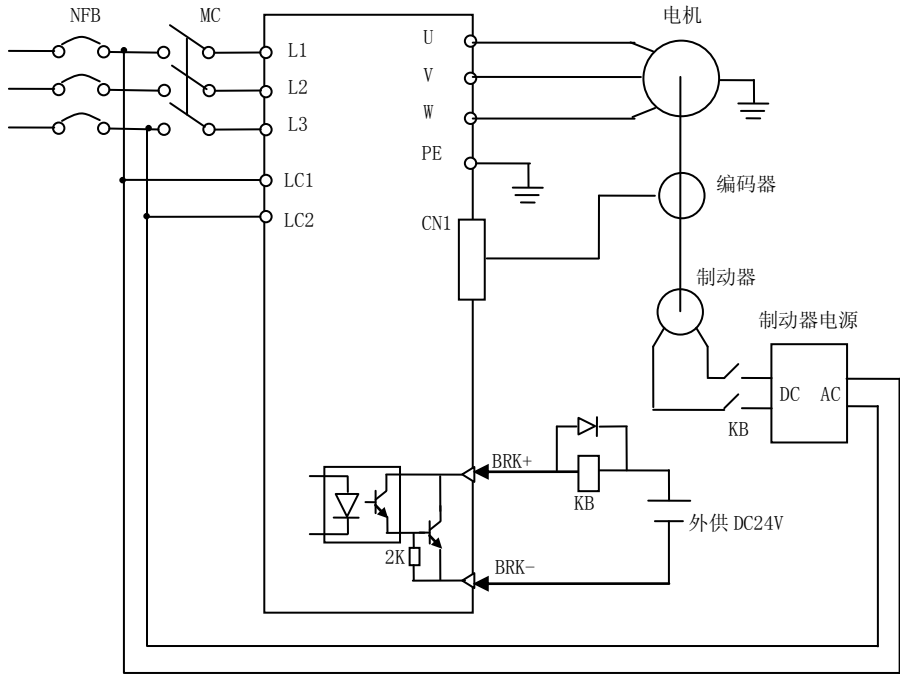 NFB
MC
电机
L1
L2
L3
LC1
LC2
U
V
W
PE
CN1
编码器
制动器
制动器电源
DC
AC
KB
BRK+
KB
外供 DC24V
2K
BRK-